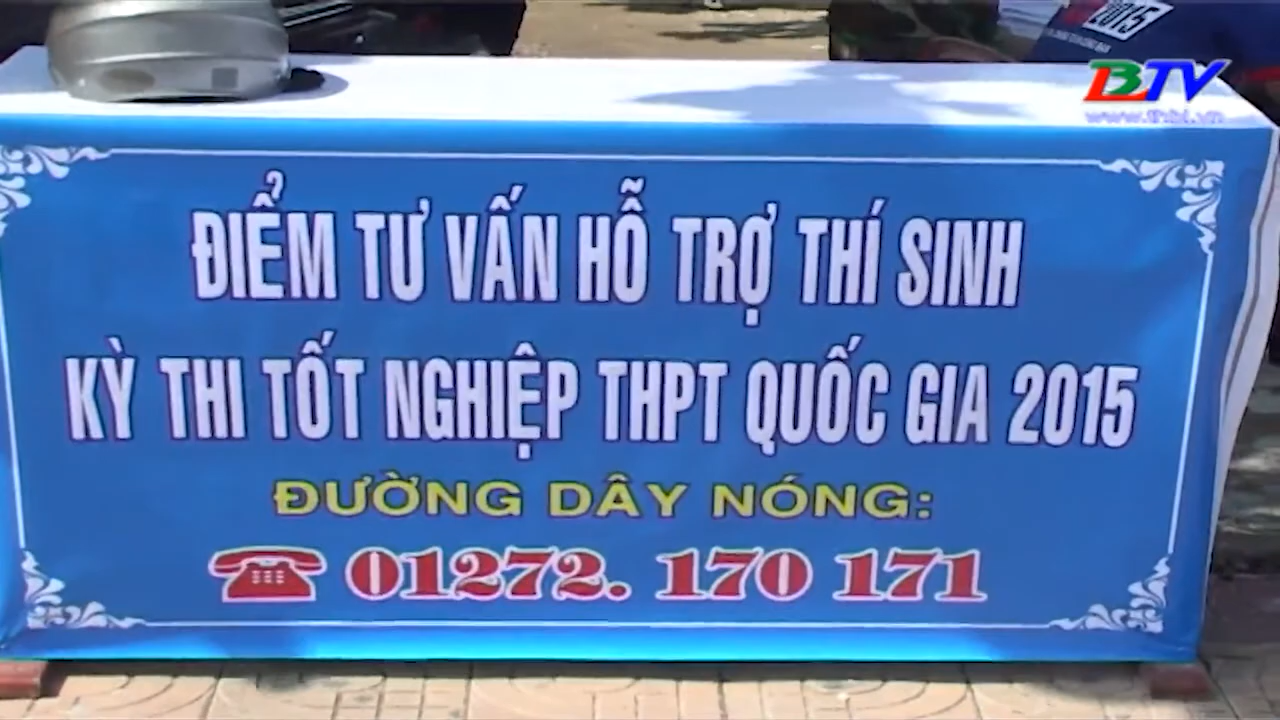 2015
BTV
www.thbl.vn
ĐIỂM TƯ VẤN HỖ TRỢ THÍ SINH
KỲ THI TỐT NGHIỆP THPT QUỐC GIA 2015
ĐƯỜNG DÂY NÓNG:
01272. 170 171